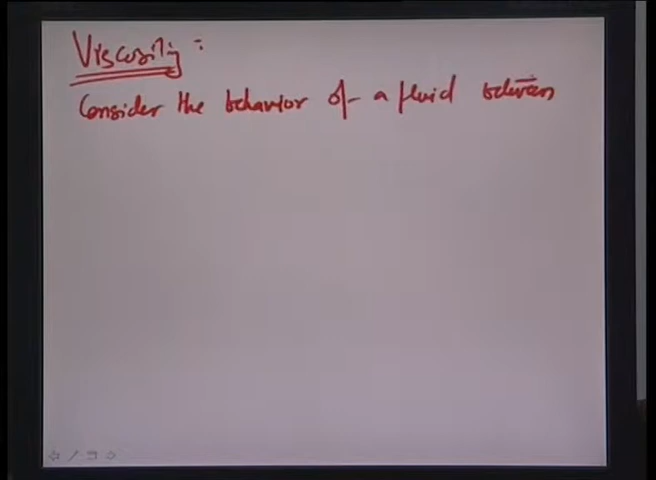 Viscosity :
Consider the behavior of a fluid between